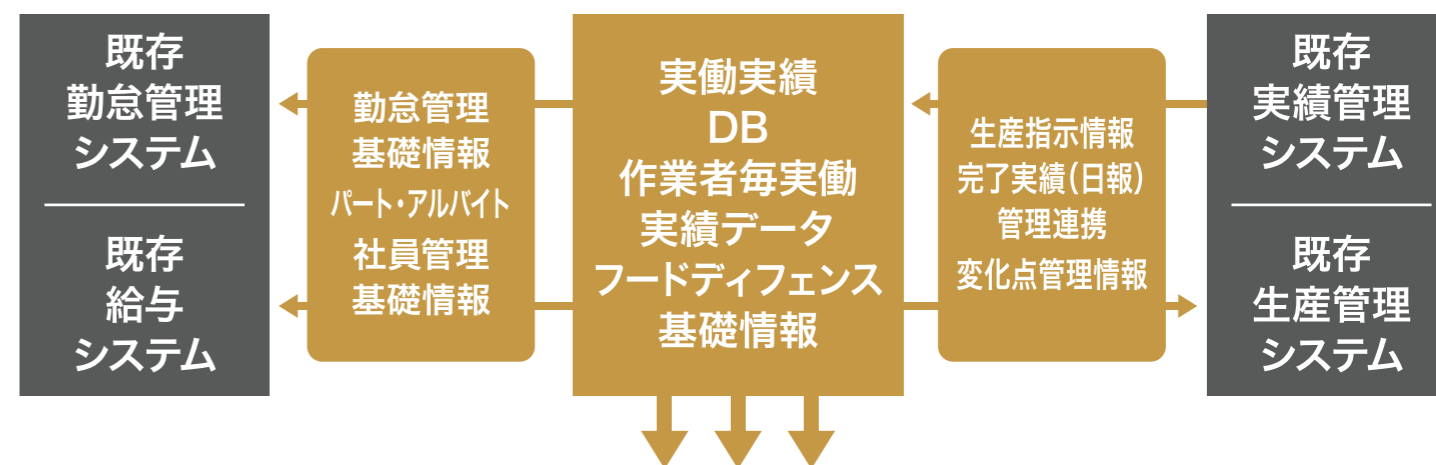 既存
勤怠管理
システム
既存
給与
システム
勤怠管理
基礎情報
パート・アルバイト
社員管理
基礎情報
実働実績
DB
作業者毎実働
実績データ
フードディフェンス
基礎情報
生産指示情報
完了実績(日報)
管理連携
変化点管理情報
既存
実績管理
システム
既存
生産管理
システム